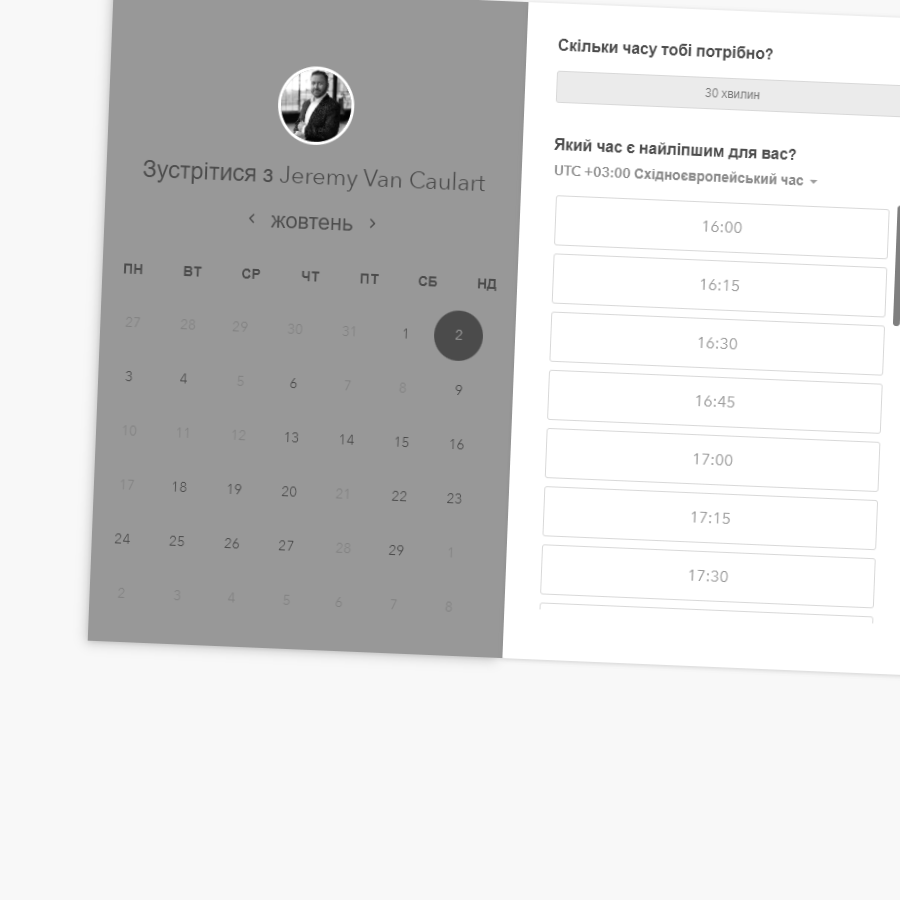 Зустрітися з Jeremy Van Caulart
жовтень
ПН ВТ СР ЧТ ПТ СБ НД
27 28 29 30 31 1 2
3 4 5 6 7 8 9
10 11 12 13 14 15 16
17 18 19 20 21 22 23
24 25 26 27 28 29 1
2 3 4 5 6 7 8
Скільки часу тобі потрібно?
30 хвилин
Який час є найліпшим для вас?
UTC +03:00 Східноєвропейський час
16:00
16:15
16:30
16:45
17:00
17:15
17:30